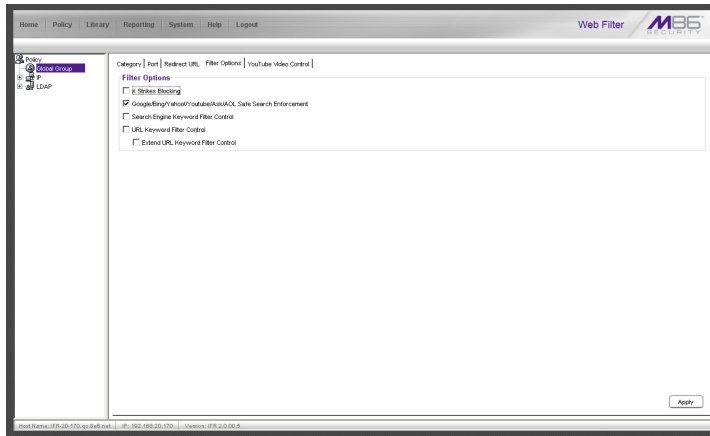 Home Policy Library Reporting System Help Logout
Web Filter
M86 SECURITY
Policy
Global Group
IP
LDAP
Category Port Redirect URL Filter Options YouTube Video Control
Filter Options
X Strikes Blocking
Google/Bing/Yahoo!/Youtube/Ask/AOL Safe Search Enforcement
Search Engine Keyword Filter Control
URL Keyword Filter Control
Extend URL Keyword Filter Control
Apply
Host Name: IFR-20-170.qc.8e6.net IP: 192.168.20.170 Version: IFR 2.0.00.6